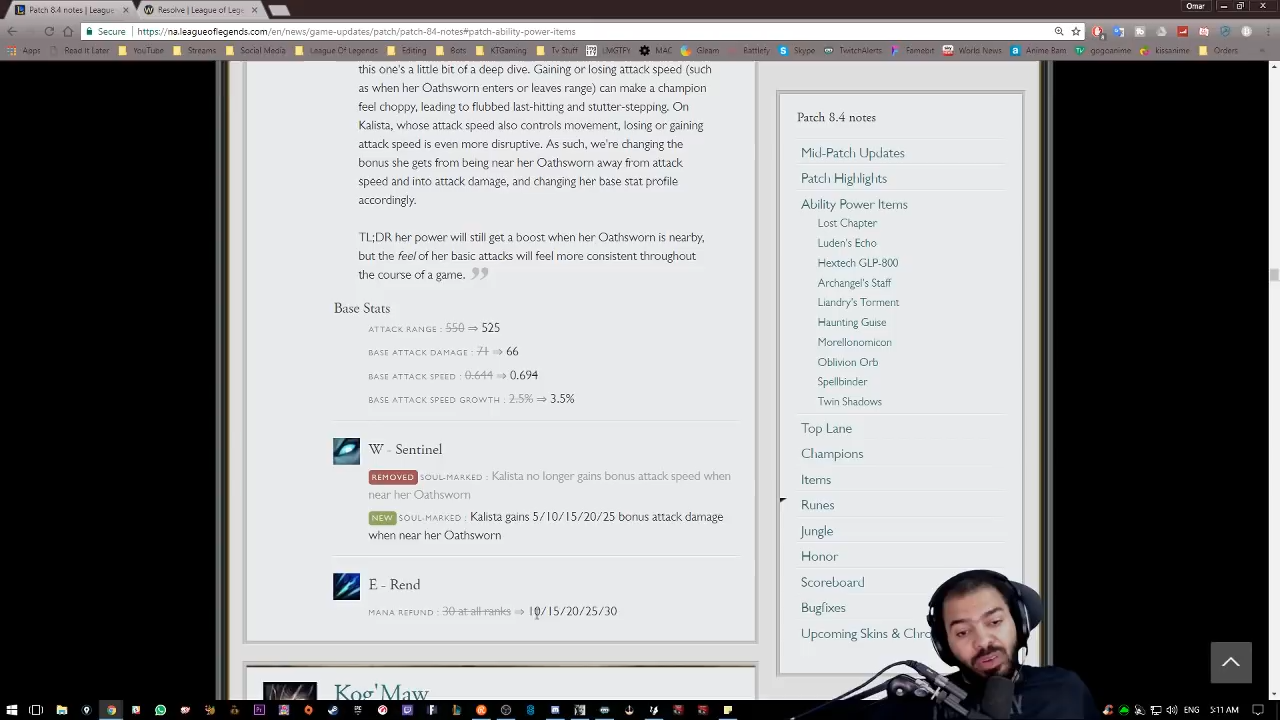 Patch 8.4 notes | League
Resolve | League of Lege
Omar
Secure
https://na.leagueoflegends.com/en/news/game-updates/patch/patch-84-notes#patch-ability-power-items
Apps
Read It Later
YouTube
Streams
Social Media
League Of Legends
Editing
Bots
KTGaming
Tv Stuff
LMGTFY
MAC
Gleam
Battlefy
Skype
TwitchAlerts
Famebit
World News
Anime Bam
gogoanime
kissanime
Orders
this one's a little bit of a deep dive. Gaining or losing attack speed (such
as when her Oathsworn enters or leaves range) can make a champion
feel choppy, leading to flubbed last-hitting and stutter-stepping. On
Kalista, whose attack speed also controls movement, losing or gaining
attack speed is even more disruptive. As such, we're changing the
bonus she gets from being near her Oathsworn away from attack
speed and into attack damage, and changing her base stat profile
accordingly.
TL;DR her power will still get a boost when her Oathsworn is nearby,
but the feel of her basic attacks will feel more consistent throughout
the course of a game.
Base Stats
ATTACK RANGE : 550 ⇒ 525
BASE ATTACK DAMAGE : 71 ⇒ 66
BASE ATTACK SPEED : 0.644 ⇒ 0.694
BASE ATTACK SPEED GROWTH : 2.5% ⇒ 3.5%
W - Sentinel
REMOVED SOUL-MARKED : Kalista no longer gains bonus attack speed when
near her Oathsworn
NEW SOUL-MARKED : Kalista gains 5/10/15/20/25 bonus attack damage
when near her Oathsworn
E - Rend
MANA REFUND : 30 at all ranks ⇒ 10/15/20/25/30
Kog'Maw
Patch 8.4 notes
Mid-Patch Updates
Patch Highlights
Ability Power Items
Lost Chapter
Luden's Echo
Hextech GLP-800
Archangel's Staff
Liandry's Torment
Haunting Guise
Morellonomicon
Oblivion Orb
Spellbinder
Twin Shadows
Top Lane
Champions
Items
Runes
Jungle
Honor
Scoreboard
Bugfixes
Upcoming Skins & Chro
ENG
5:11 AM